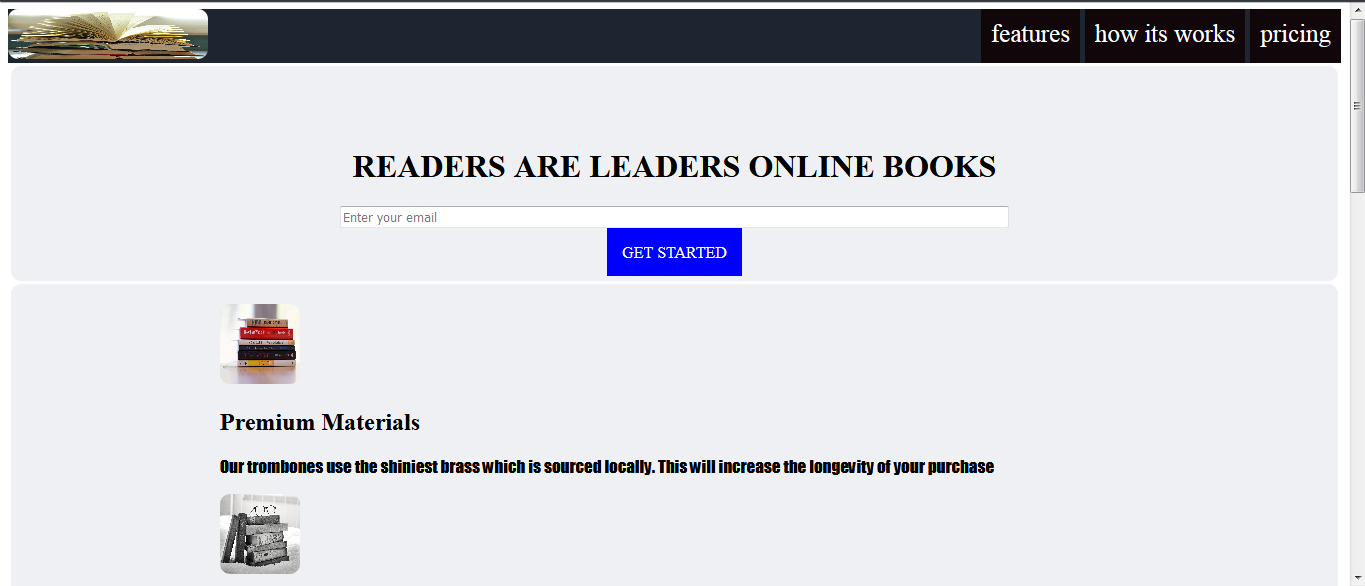 features how its works pricing
READERS ARE LEADERS ONLINE BOOKS
Enter your email
GET STARTED
Premium Materials
Our trombones use the shiniest brass which is sourced locally. This will increase the longevity of your purchase